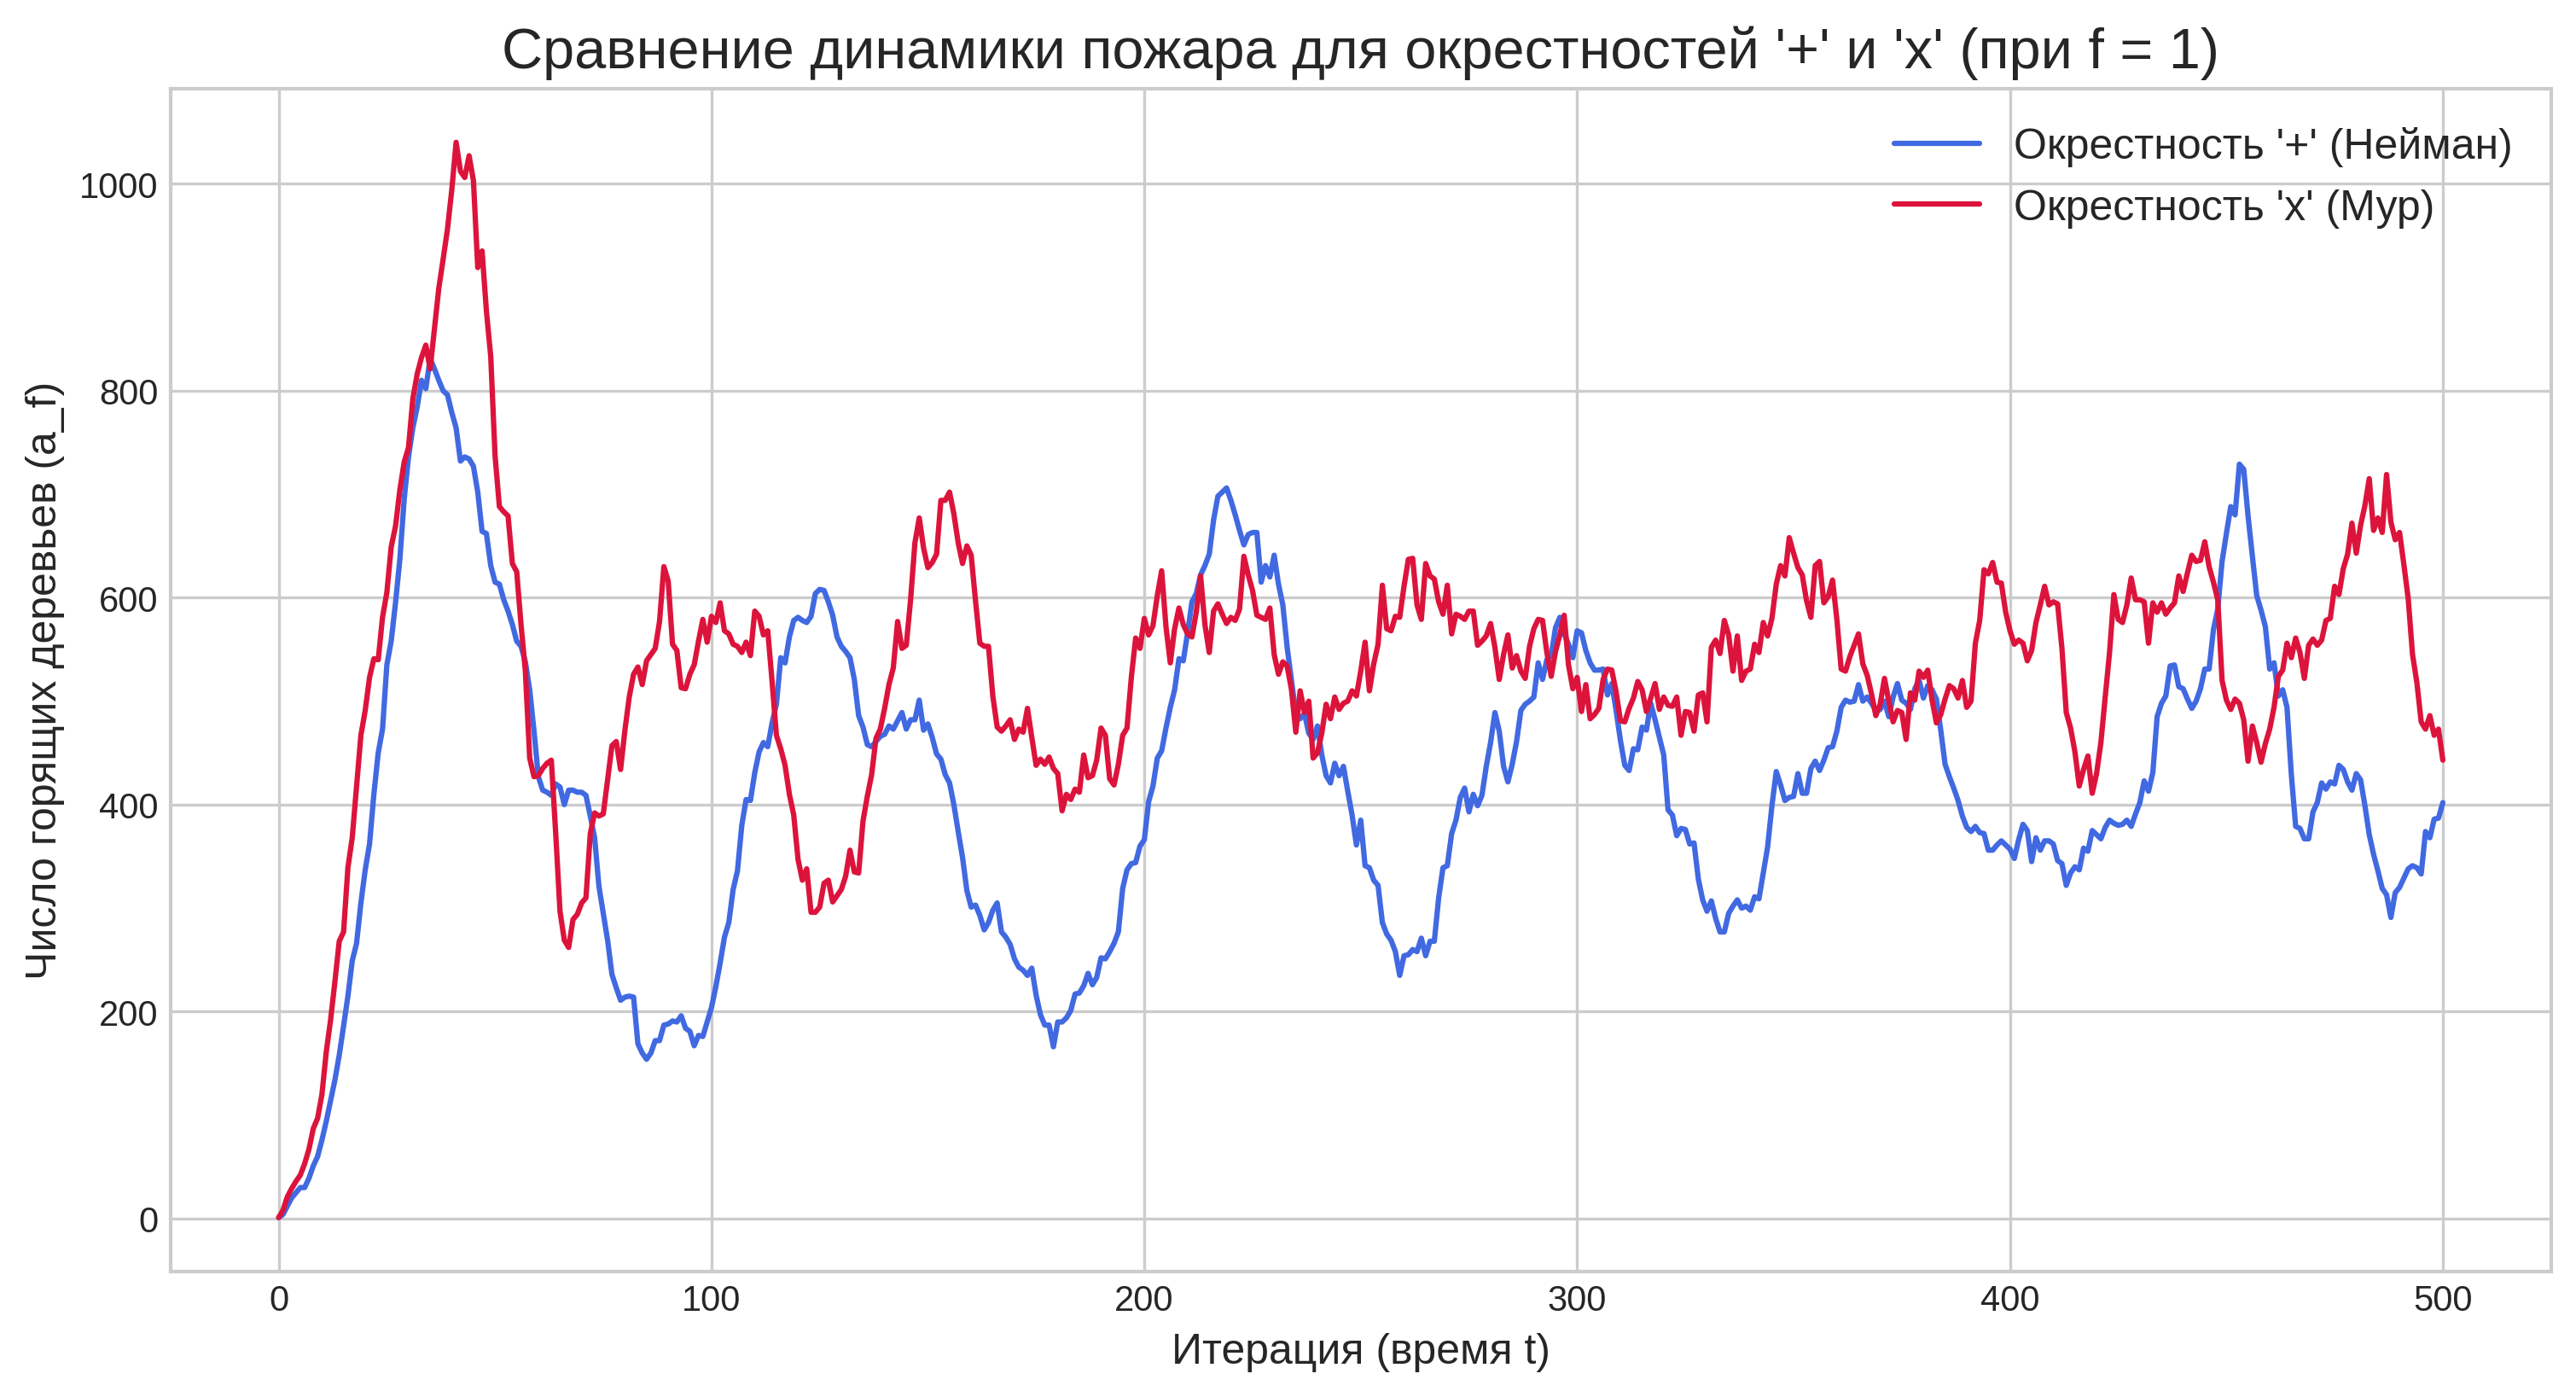 Сравнение динамики пожара для окрестностей '+' и 'x' (при f = 1)
Окрестность '+' (Нейман)
Окрестность 'x' (Мур)
Число горящих деревьев (a_f)
1000
800
600
400
200
0
0 100 200 300 400 500
Итерация (время t)